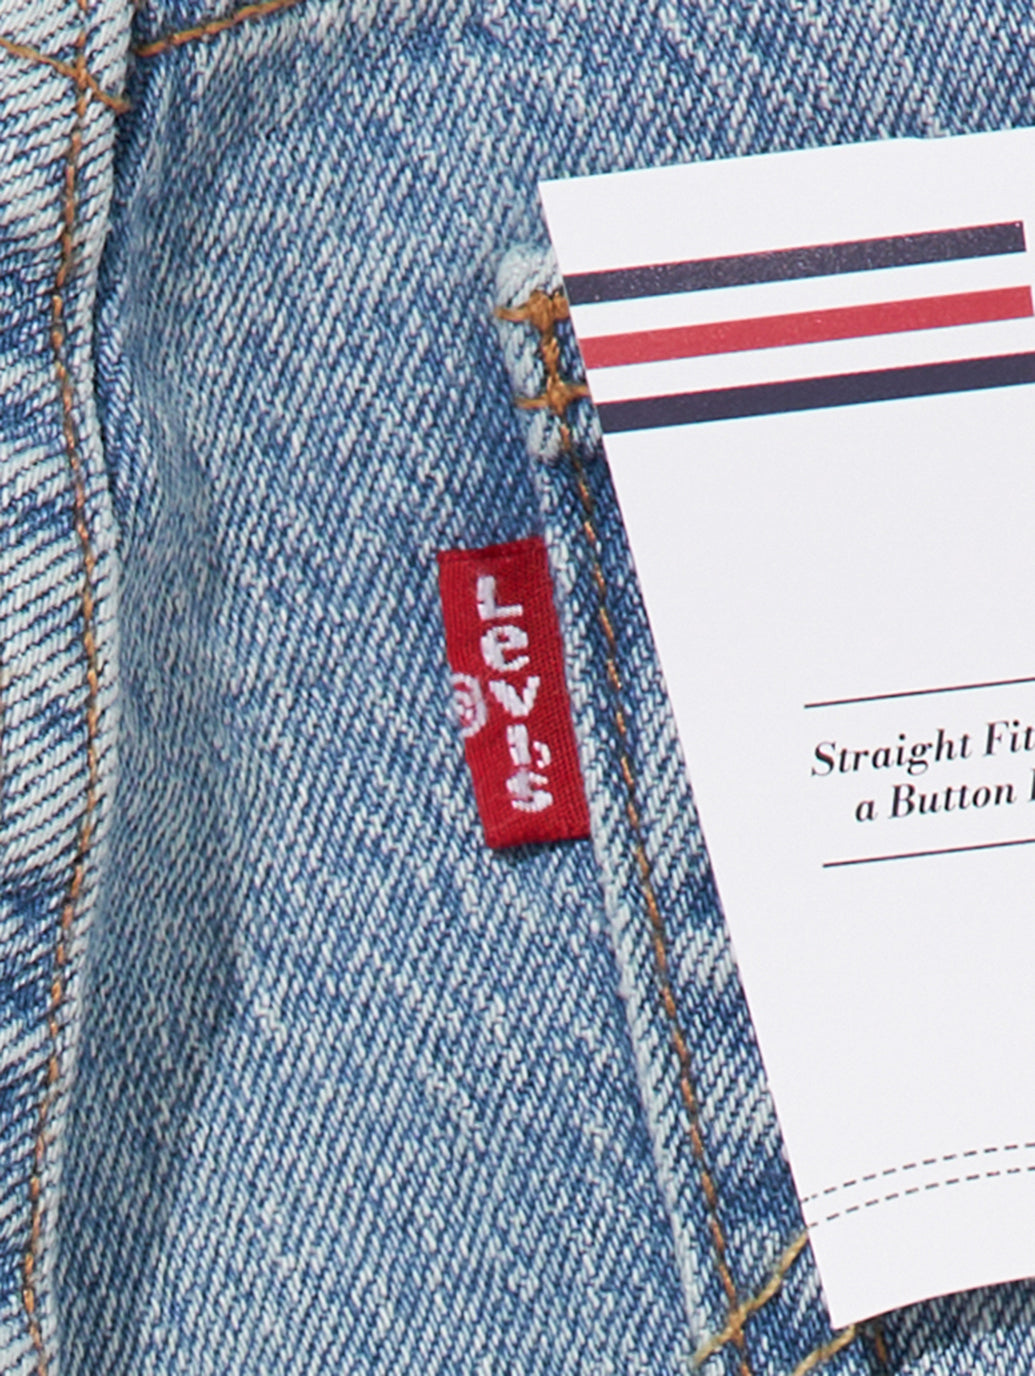 Levi's
®
Straight Fit
a Button